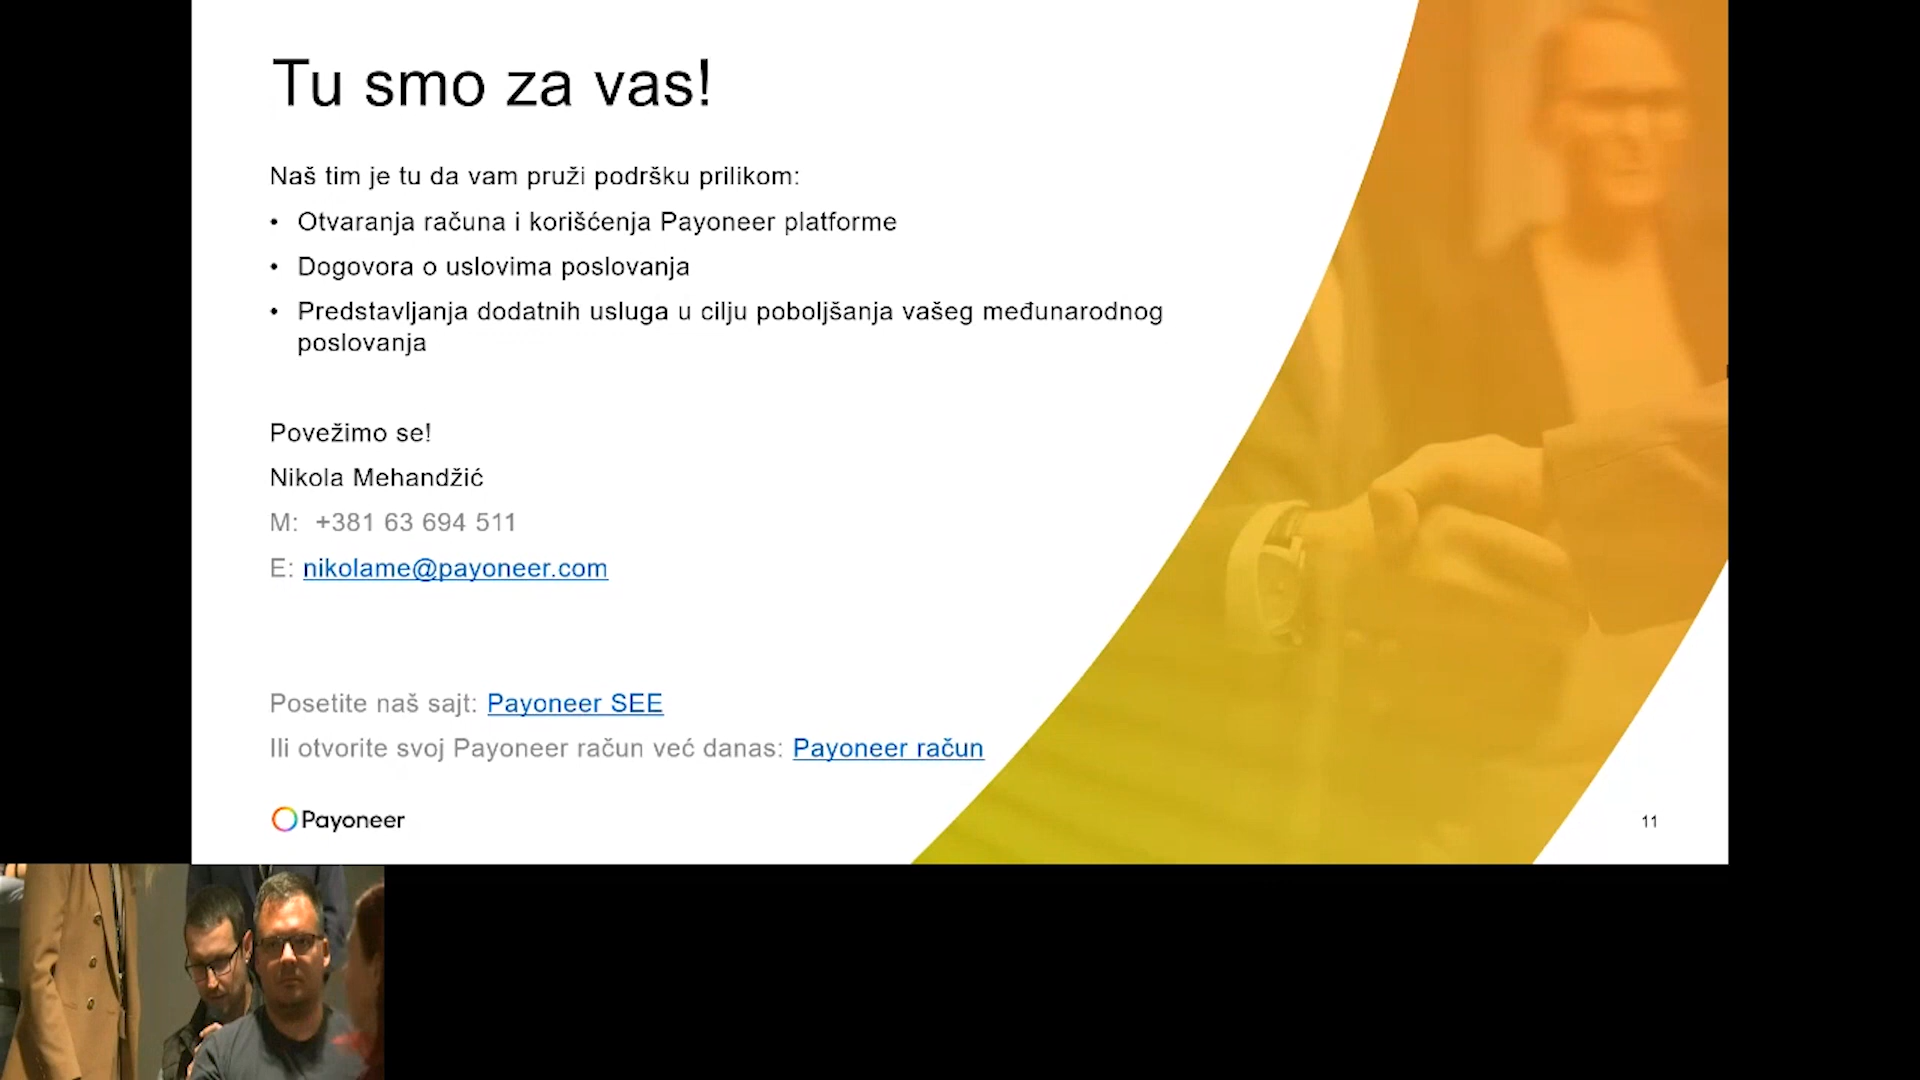 Tu smo za vas!
Naš tim je tu da vam pruži podršku prilikom:
• Otvaranja računa i korišćenja Payoneer platforme
• Dogovora o uslovima poslovanja
• Predstavljanja dodatnih usluga u cilju poboljšanja vašeg međunarodnog
poslovanja
Povežimo se!
Nikola Mehandžić
M: +381 63 694 511
E: nikolame@payoneer.com
Posetite naš sajt: Payoneer SEE
Ili otvorite svoj Payoneer račun već danas: Payoneer račun
Payoneer
11